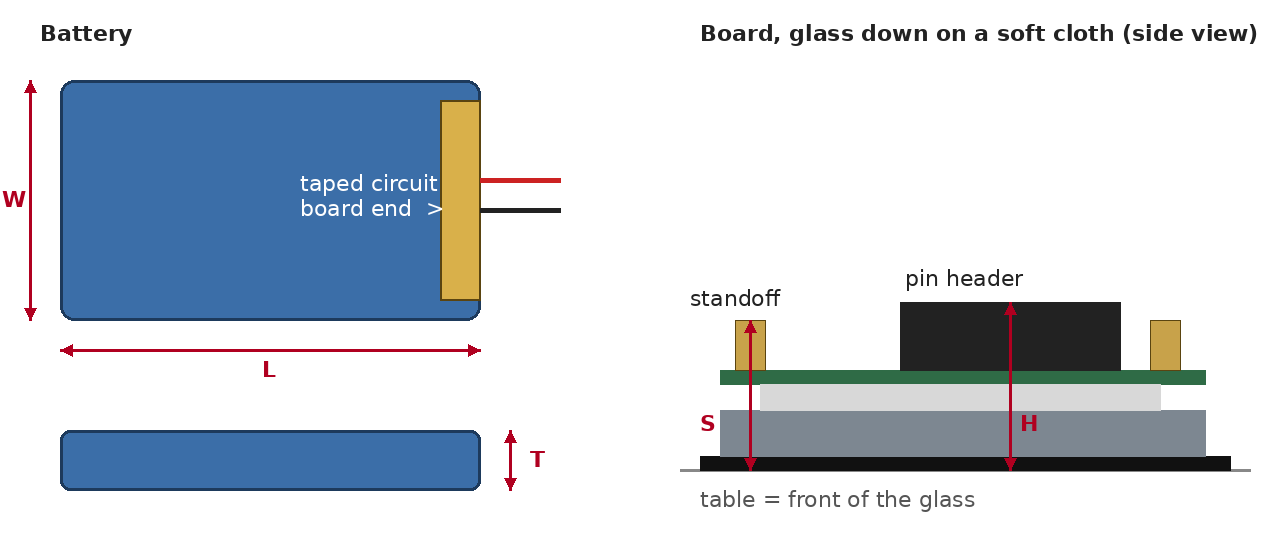 Battery
W
taped circuit
board end  >
L
T
Board, glass down on a soft cloth (side view)
pin header
standoff
S
H
table = front of the glass